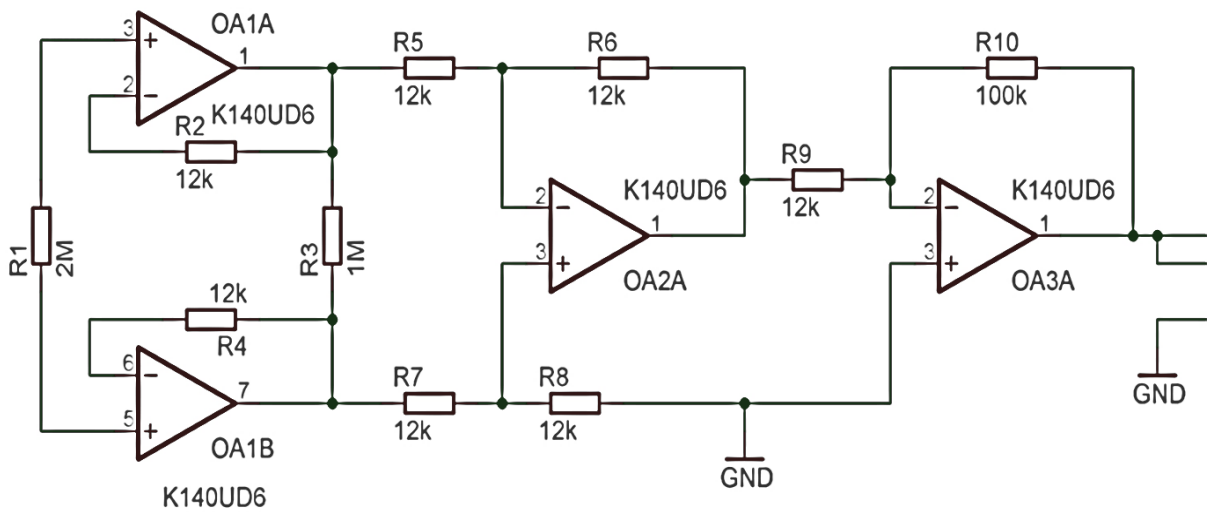 OA1A
3
1
2
K140UD6
R2
12k
R1
2M
R3
1M
12k
R4
6
7
5
OA1B
K140UD6
R5
12k
R6
12k
2
K140UD6
3
1
OA2A
R7
12k
R8
12k
GND
R9
12k
R10
100k
2
K140UD6
3
1
OA3A
GND